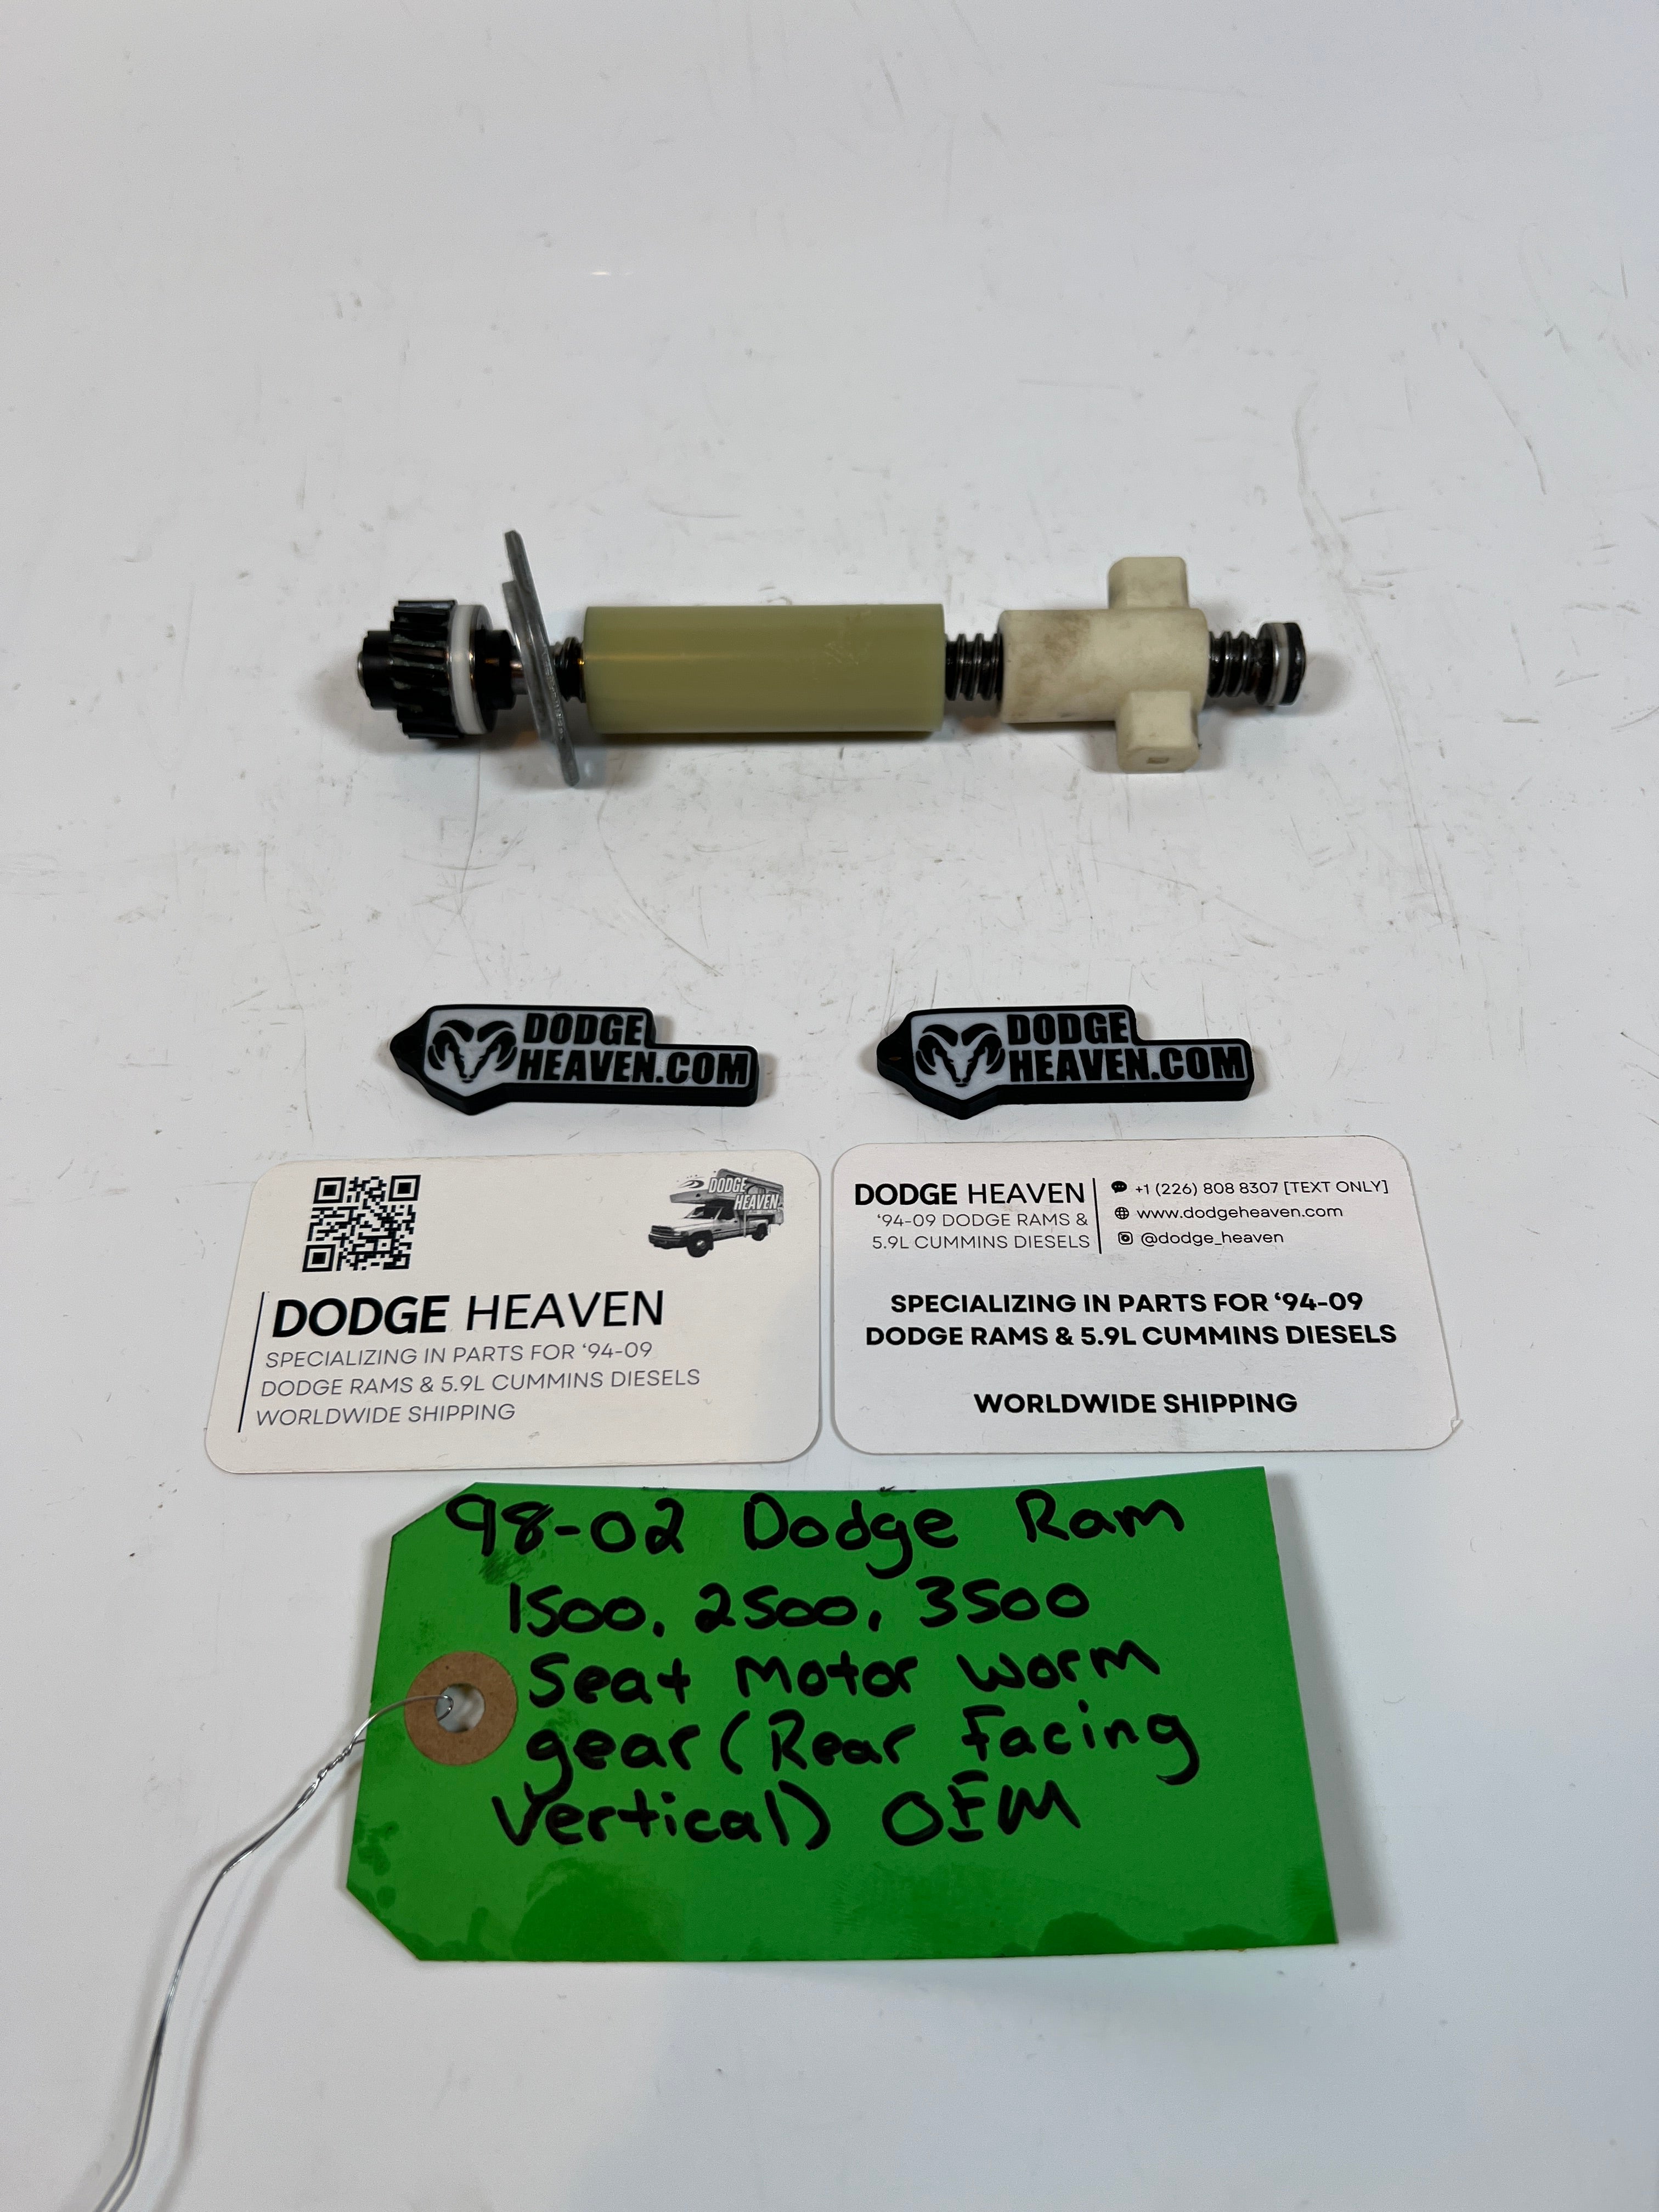 DODGE
HEAVEN.COM
DODGE
HEAVEN.COM
DODGE
HEAVEN
DODGE HEAVEN
SPECIALIZING IN PARTS FOR ‘94-09
DODGE RAMS & 5.9L CUMMINS DIESELS
WORLDWIDE SHIPPING
DODGE HEAVEN
‘94-09 DODGE RAMS &
5.9L CUMMINS DIESELS
+1 (226) 808 8307 [TEXT ONLY]
www.dodgeheaven.com
@dodge_heaven
SPECIALIZING IN PARTS FOR ‘94-09
DODGE RAMS & 5.9L CUMMINS DIESELS
WORLDWIDE SHIPPING
98-02 Dodge Ram
1500, 2500, 3500
Seat Motor Worm
gear (Rear Facing
Vertical) OEM